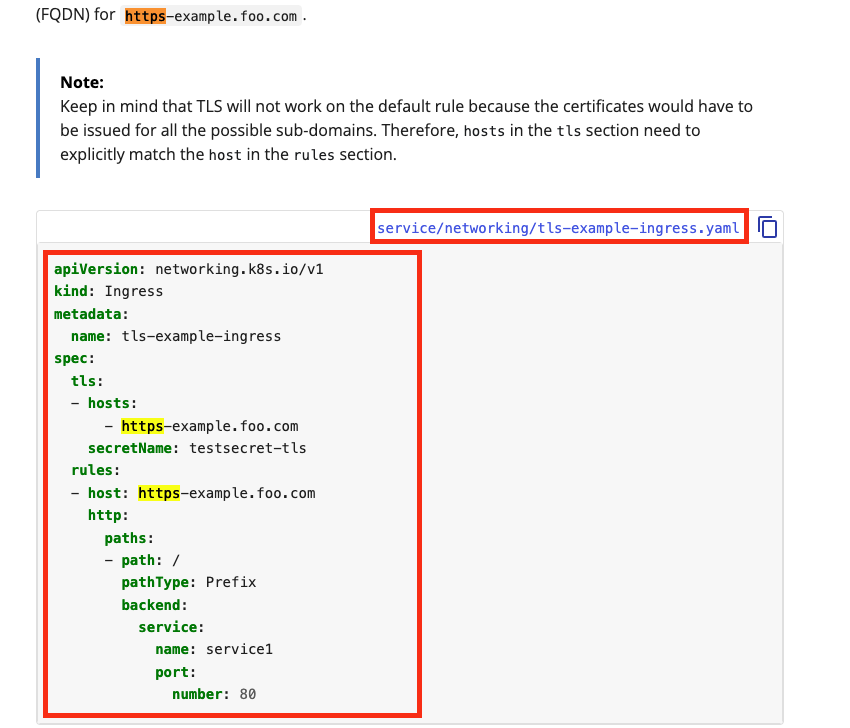 (FQDN) for https-example.foo.com.
Note:
Keep in mind that TLS will not work on the default rule because the certificates would have to
be issued for all the possible sub-domains. Therefore, hosts in the tls section need to
explicitly match the host in the rules section.
service/networking/tls-example-ingress.yaml
apiVersion: networking.k8s.io/v1
kind: Ingress
metadata:
  name: tls-example-ingress
spec:
  tls:
  - hosts:
      - https-example.foo.com
    secretName: testsecret-tls
  rules:
  - host: https-example.foo.com
    http:
      paths:
      - path: /
        pathType: Prefix
        backend:
          service:
            name: service1
            port:
              number: 80